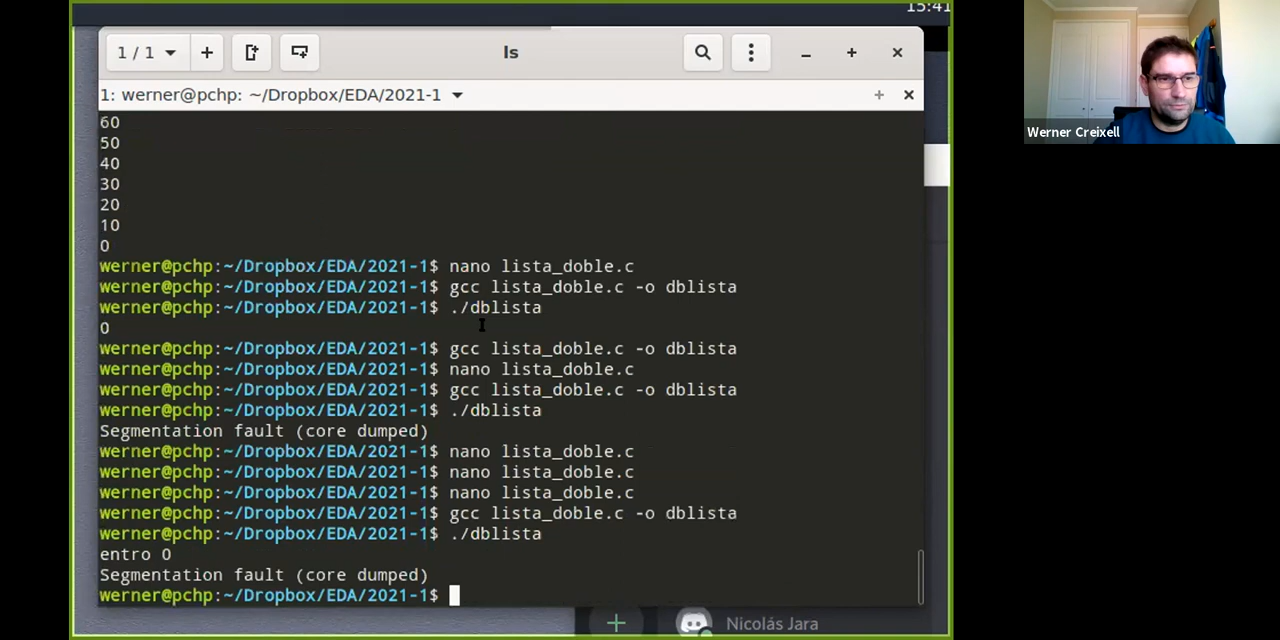 15:41
1 / 1
ls
1: werner@pchp: ~/Dropbox/EDA/2021-1
60
50
40
30
20
10
0
werner@pchp:~/Dropbox/EDA/2021-1$ nano lista_doble.c
werner@pchp:~/Dropbox/EDA/2021-1$ gcc lista_doble.c -o dblista
werner@pchp:~/Dropbox/EDA/2021-1$ ./dblista
0
werner@pchp:~/Dropbox/EDA/2021-1$ gcc lista_doble.c -o dblista
werner@pchp:~/Dropbox/EDA/2021-1$ nano lista_doble.c
werner@pchp:~/Dropbox/EDA/2021-1$ gcc lista_doble.c -o dblista
werner@pchp:~/Dropbox/EDA/2021-1$ ./dblista
Segmentation fault (core dumped)
werner@pchp:~/Dropbox/EDA/2021-1$ nano lista_doble.c
werner@pchp:~/Dropbox/EDA/2021-1$ nano lista_doble.c
werner@pchp:~/Dropbox/EDA/2021-1$ nano lista_doble.c
werner@pchp:~/Dropbox/EDA/2021-1$ gcc lista_doble.c -o dblista
werner@pchp:~/Dropbox/EDA/2021-1$ ./dblista
entro 0
Segmentation fault (core dumped)
werner@pchp:~/Dropbox/EDA/2021-1$
Nicolás Jara
Werner Creixell